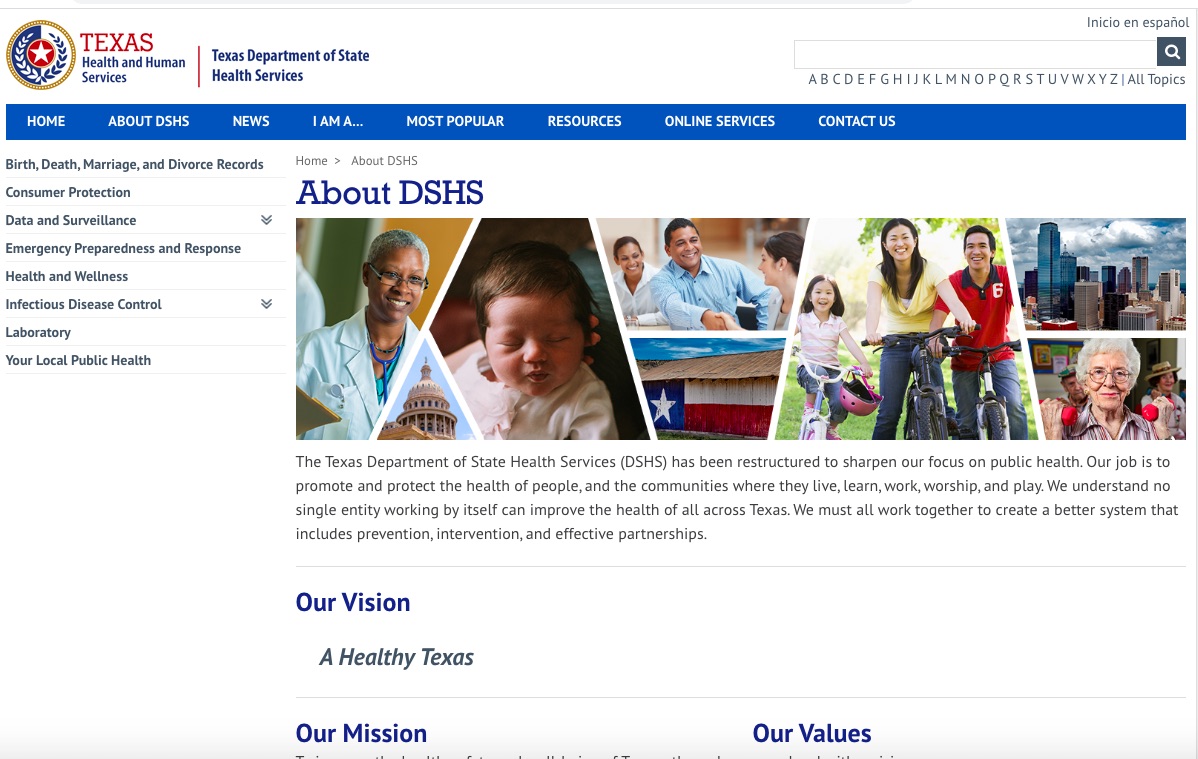 Inicio en español
TEXAS
Health and Human
Services
Texas Department of State
Health Services
A B C D E F G H I J K L M N O P Q R S T U V W X Y Z | All Topics
HOME ABOUT DSHS NEWS I AM A... MOST POPULAR RESOURCES ONLINE SERVICES CONTACT US
Birth, Death, Marriage, and Divorce Records
Consumer Protection
Data and Surveillance
Emergency Preparedness and Response
Health and Wellness
Infectious Disease Control
Laboratory
Your Local Public Health
Home > About DSHS
About DSHS
6
The Texas Department of State Health Services (DSHS) has been restructured to sharpen our focus on public health. Our job is to
promote and protect the health of people, and the communities where they live, learn, work, worship, and play. We understand no
single entity working by itself can improve the health of all across Texas. We must all work together to create a better system that
includes prevention, intervention, and effective partnerships.
Our Vision
A Healthy Texas
Our Mission
Our Values